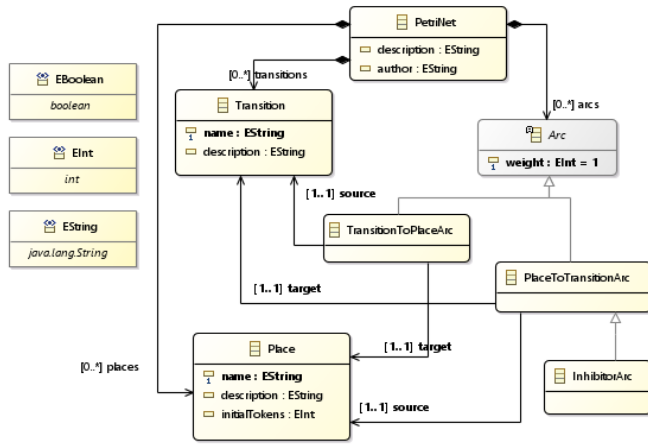 PetriNet
description : EString
author : EString
[0..*] transitions
[0..*] arcs
EBoolean
boolean
EInt
int
EString
java.lang.String
Transition
name : EString
description : EString
Arc
weight : EInt = 1
[1..1] source
TransitionToPlaceArc
PlaceToTransitionArc
[1..1] target
[1..1] target
Place
name : EString
description : EString
initialTokens : EInt
[0..*] places
InhibitorArc
[1..1] source